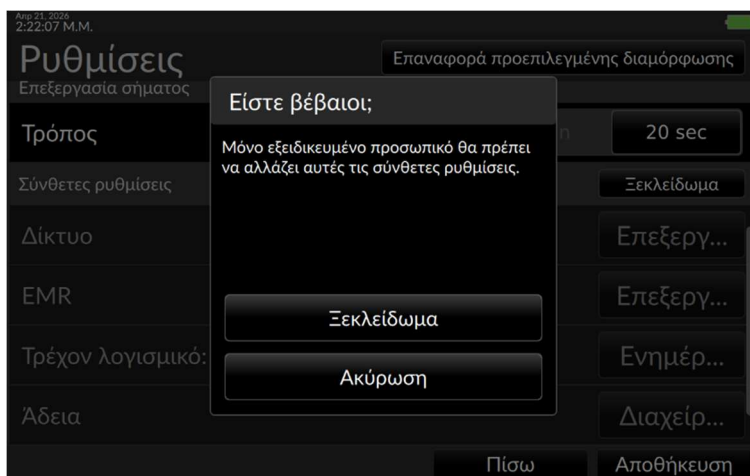 Απρ 21, 2026
2:22:07 Μ.Μ.
Ρυθμίσεις
Επαναφορά προεπιλεγμένης διαμόρφωσης
Επεξεργασία σήματος
Είστε βέβαιοι;
Τρόπος
n
20 sec
Μόνο εξειδικευμένο προσωπικό θα πρέπει
να αλλάζει αυτές τις σύνθετες ρυθμίσεις.
Σύνθετες ρυθμίσεις
Ξεκλείδωμα
Δίκτυο
Επεξεργ...
EMR
Επεξεργ...
Ξεκλείδωμα
Τρέχον λογισμικό:
Ενημέρ...
Ακύρωση
Άδεια
Διαχείρ...
Πίσω
Αποθήκευση